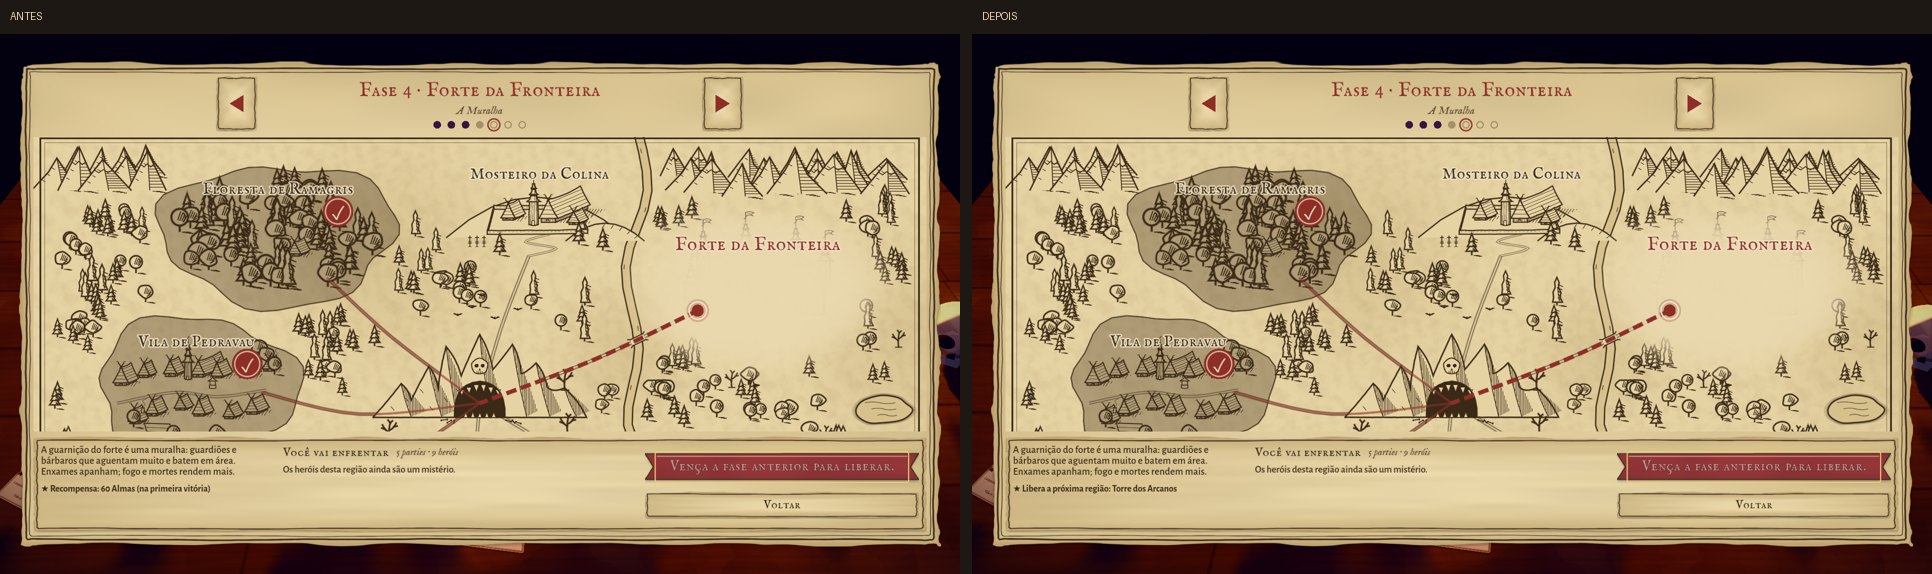 ANTES
Fase 4 · Forte da Fronteira
A Muralha
Floresta de Ramagris
Mosteiro da Colina
Forte da Fronteira
Vila de Pedravau
A guarnição do forte é uma muralha: guardiões e
bárbaros que aguentam muito e batem em área.
Enxames apanham; fogo e mortes rendem mais.
★ Recompensa: 60 Almas (na primeira vitória)
Você vai enfrentar 5 parties · 9 heróis
Os heróis desta região ainda são um mistério.
Vença a fase anterior para liberar.
Voltar
DEPOIS
Fase 4 · Forte da Fronteira
A Muralha
Floresta de Ramagris
Mosteiro da Colina
Forte da Fronteira
Vila de Pedravau
A guarnição do forte é uma muralha: guardiões e
bárbaros que aguentam muito e batem em área.
Enxames apanham; fogo e mortes rendem mais.
★ Libera a próxima região: Torre dos Arcanos
Você vai enfrentar 5 parties · 9 heróis
Os heróis desta região ainda são um mistério.
Vença a fase anterior para liberar.
Voltar